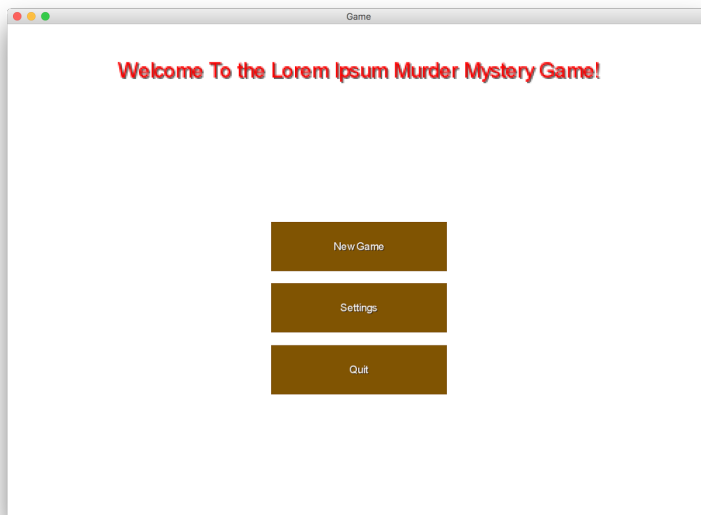 Game
Welcome To the Lorem Ipsum Murder Mystery Game!
New Game
Settings
Quit